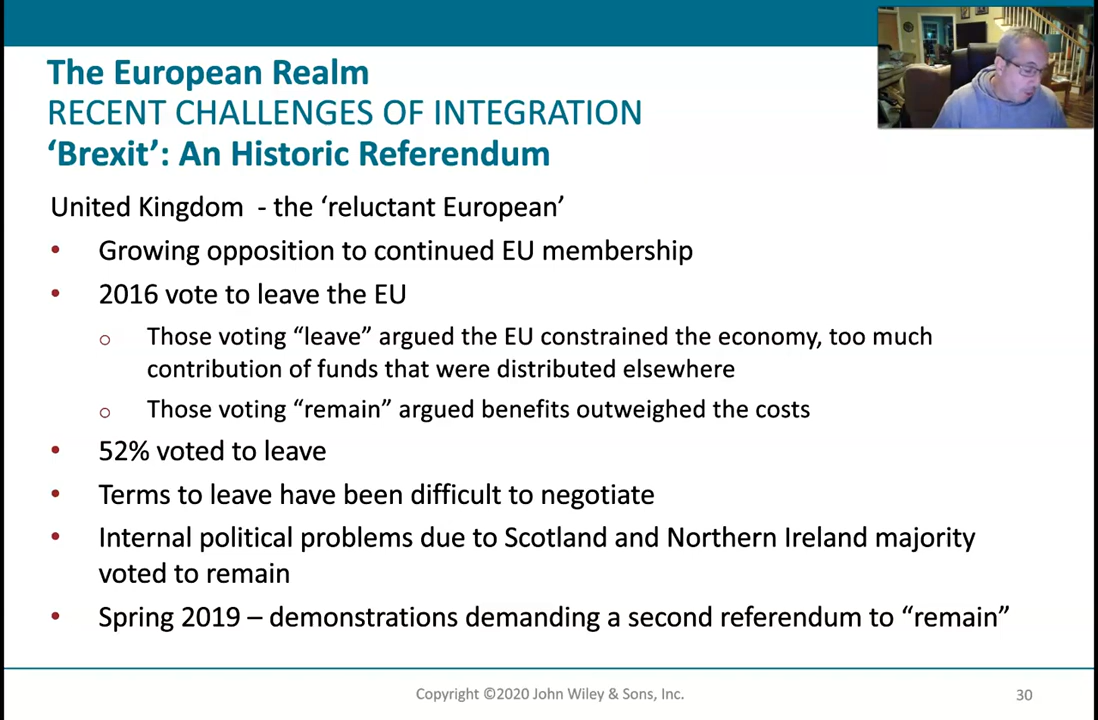 The European Realm
RECENT CHALLENGES OF INTEGRATION
‘Brexit’: An Historic Referendum
United Kingdom - the ‘reluctant European’
• Growing opposition to continued EU membership
• 2016 vote to leave the EU
o Those voting “leave” argued the EU constrained the economy, too much
contribution of funds that were distributed elsewhere
o Those voting “remain” argued benefits outweighed the costs
• 52% voted to leave
• Terms to leave have been difficult to negotiate
• Internal political problems due to Scotland and Northern Ireland majority
voted to remain
• Spring 2019 – demonstrations demanding a second referendum to “remain”
Copyright ©2020 John Wiley & Sons, Inc.
30